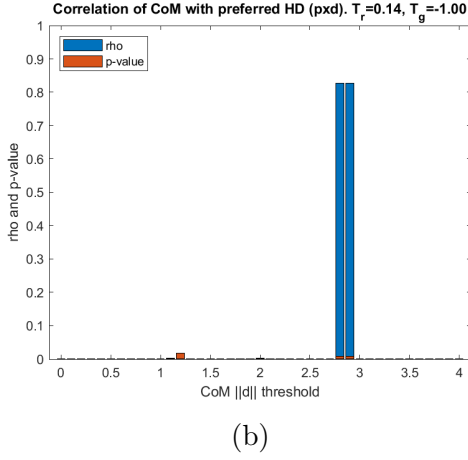 Correlation of CoM with preferred HD (pxd). T_r=0.14, T_g=-1.00
rho
p-value
1
0.9
0.8
0.7
0.6
0.5
0.4
0.3
0.2
0.1
0
rho and p-value
0 0.5 1 1.5 2 2.5 3 3.5 4
CoM ||d|| threshold
(b)